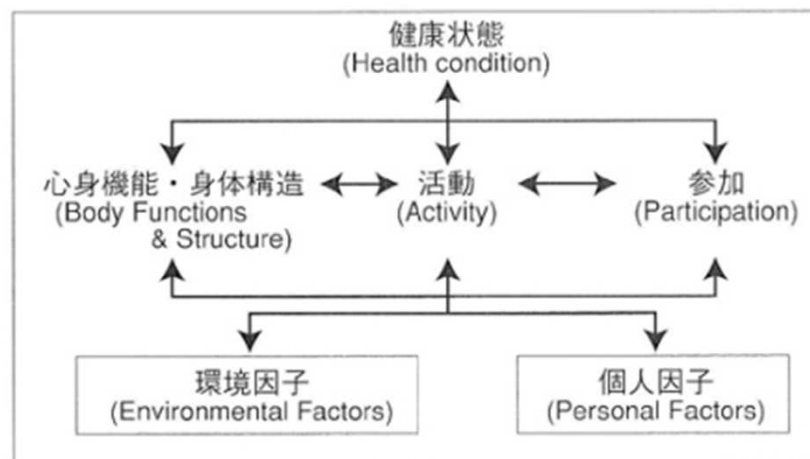 健康状態
(Health condition)
心身機能・身体構造
(Body Functions
& Structure)
活動
(Activity)
参加
(Participation)
環境因子
(Environmental Factors)
個人因子
(Personal Factors)